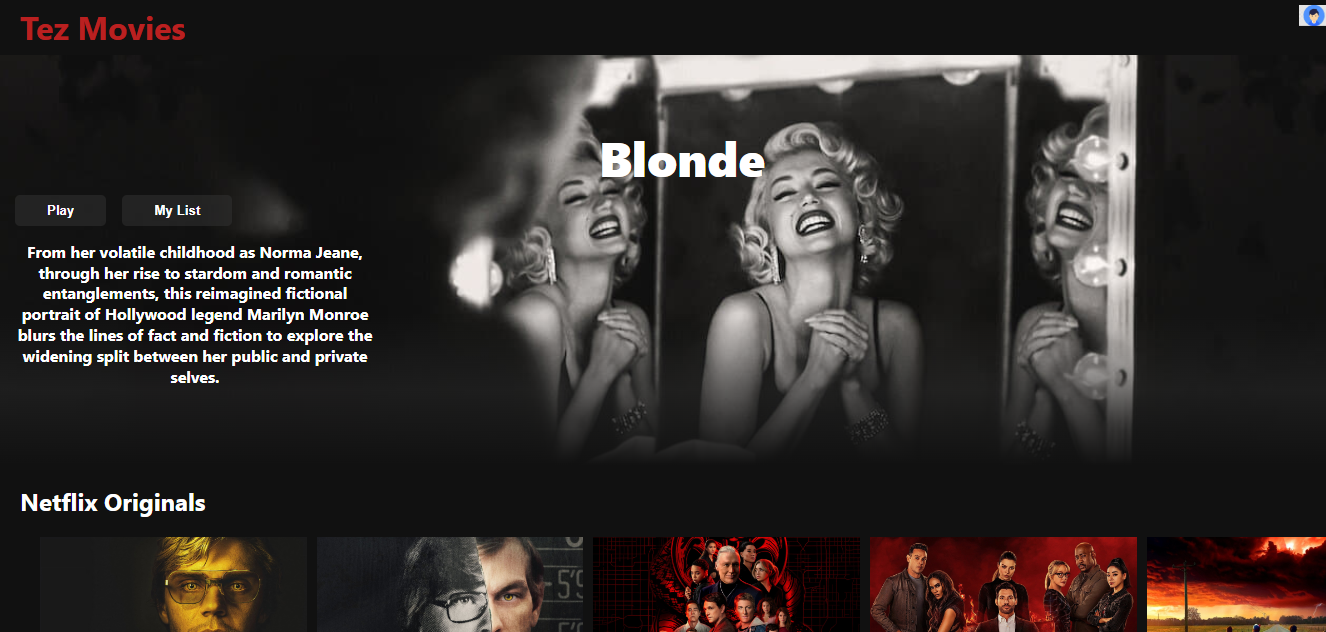 Tez Movies
Blonde
Play
My List
From her volatile childhood as Norma Jeane,
through her rise to stardom and romantic
entanglements, this reimagined fictional
portrait of Hollywood legend Marilyn Monroe
blurs the lines of fact and fiction to explore the
widening split between her public and private
selves.
Netflix Originals
5'5